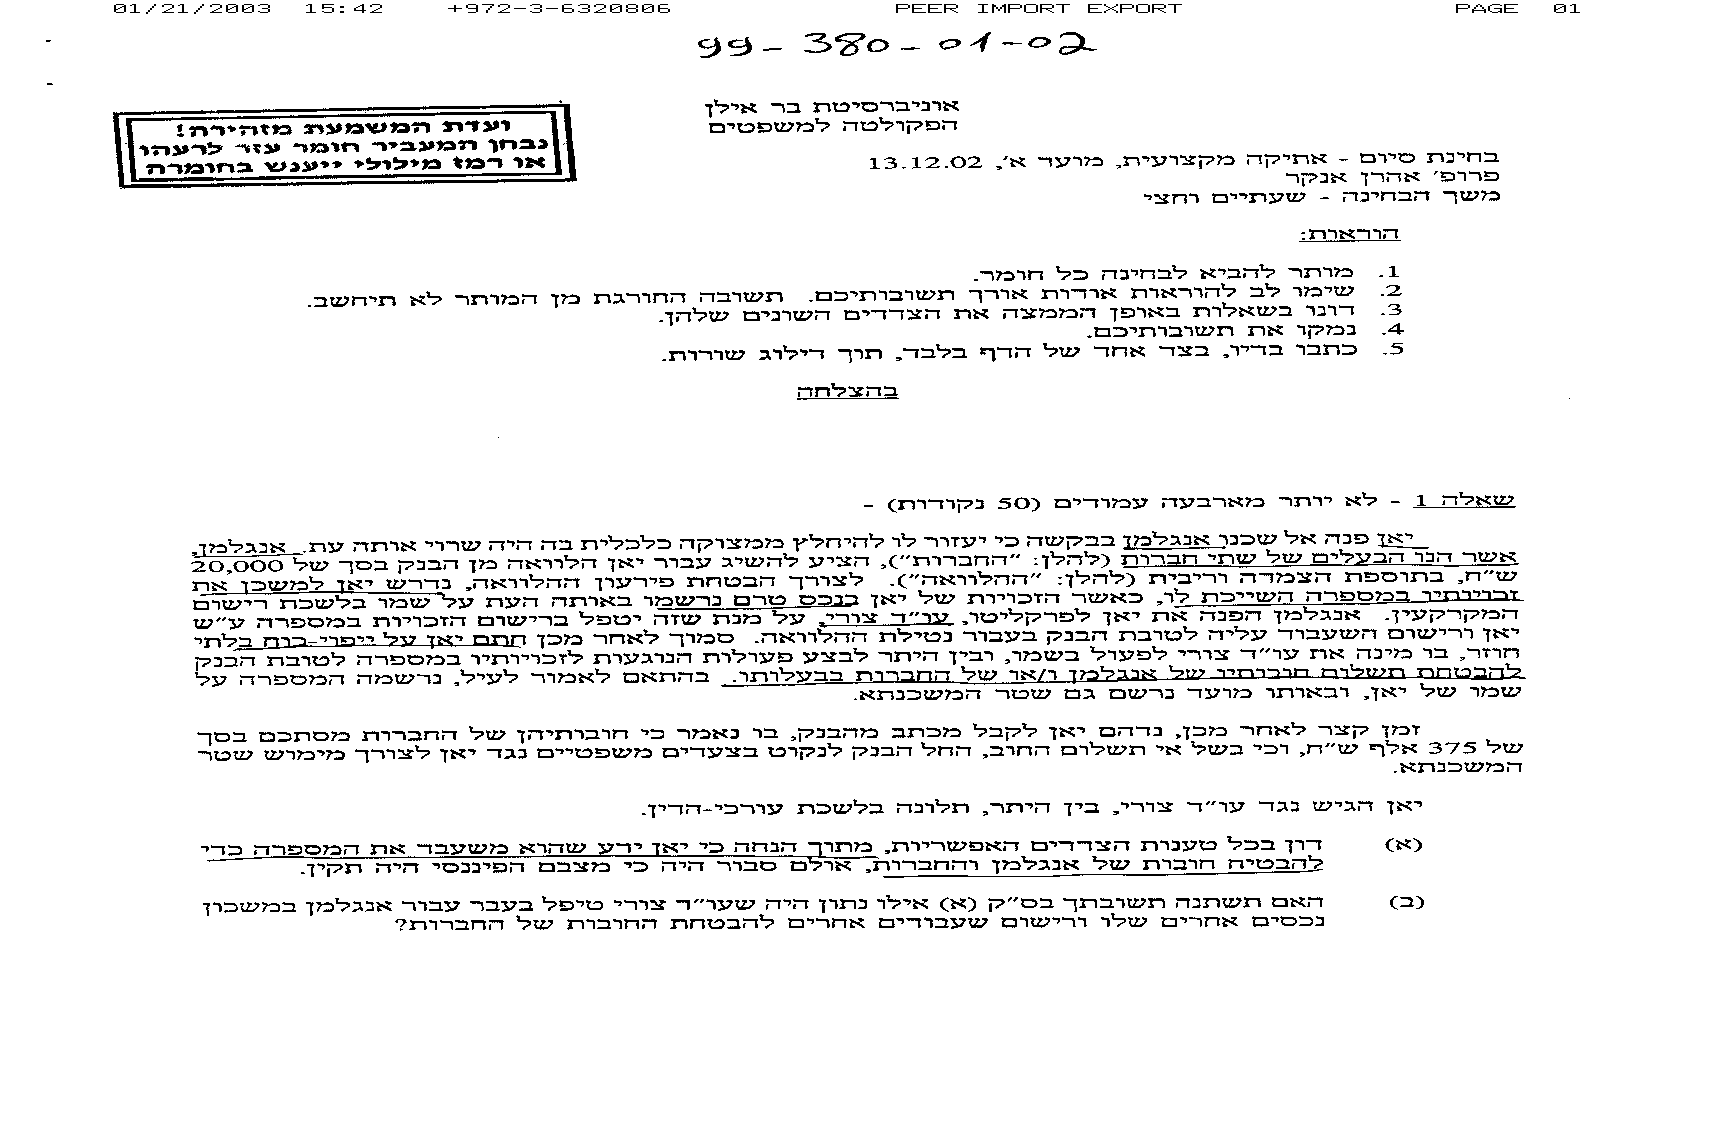 01/21/2003 15:42 +972-3-6320806 PEER IMPORT EXPORT PAGE 01
99-380-01-02
אוניברסיטת בר אילן
הפקולטה למשפטים
ועדת המשמעת מזהירה!
נבחן המעביר חומר עזר לרעהו
או רמז מילולי ייענש בחומרה
בחינת סיום - אתיקה מקצועית, מועד א', 13.12.02
פרופ' אהרן אנקר
משך הבחינה - שעתיים וחצי
הוראות:
1. מותר להביא לבחינה כל חומר.
2. שימו לב להוראות אודות אורך תשובותיכם. תשובה החורגת מן המותר לא תיחשב.
3. דונו בשאלות באופן הממצה את הצדדים השונים שלהן.
4. נמקו את תשובותיכם.
5. כתבו בדיו, בצד אחד של הדף בלבד, תוך דילוג שורות.
בהצלחה
שאלה 1 - לא יותר מארבעה עמודים (50 נקודות) -
יאן פנה אל שכנו אנגלמן בבקשה כי יעזור לו להיחלץ ממצוקה כלכלית בה היה שרוי אותה עת. אנגלמן,
אשר הנו הבעלים של שתי חברות (להלן: "החברות"), הציע להשיג עבור יאן הלוואה מן הבנק בסך של 20,000
ש"ח, בתוספת הצמדה וריבית (להלן: "ההלוואה"). לצורך הבטחת פירעון ההלוואה, נדרש יאן למשכן את
זכויותיו במספרה השייכת לו, כאשר הזכויות של יאן בנכס טרם נרשמו באותה העת על שמו בלשכת רישום
המקרקעין. אנגלמן הפנה את יאן לפרקליטו, עו"ד צורי, על מנת שזה יטפל ברישום הזכויות במספרה ע"ש
יאן ורישום השעבוד עליה לטובת הבנק בעבור נטילת ההלוואה. סמוך לאחר מכן חתם יאן על ייפוי-כוח בלתי
חוזר, בו מינה את עו"ד צורי לפעול בשמו, ובין היתר לבצע פעולות הנוגעות לזכויותיו במספרה לטובת הבנק
להבטחת תשלום חובותיו של אנגלמן ו/או של החברות בבעלותו. בהתאם לאמור לעיל, נרשמה המספרה על
שמו של יאן, ובאותו מועד נרשם גם שטר המשכנתא.
זמן קצר לאחר מכן, נדהם יאן לקבל מכתב מהבנק, בו נאמר כי חובותיהן של החברות מסתכם בסך
של 375 אלף ש"ח, וכי בשל אי תשלום החוב, החל הבנק לנקוט בצעדים משפטיים נגד יאן לצורך מימוש שטר
המשכנתא.
יאן הגיש נגד עו"ד צורי, בין היתר, תלונה בלשכת עורכי-הדין.
(א) דון בכל טענות הצדדים האפשריות, מתוך הנחה כי יאן ידע שהוא משעבד את המספרה כדי
להבטיח חובות של אנגלמן והחברות, אולם סבור היה כי מצבם הפיננסי היה תקין.
(ב) האם תשתנה תשובתך בס"ק (א) אילו נתון היה שעו"ד צורי טיפל בעבר עבור אנגלמן במשכון
נכסים אחרים שלו ורישום שעבודים אחרים להבטחת החובות של החברות?